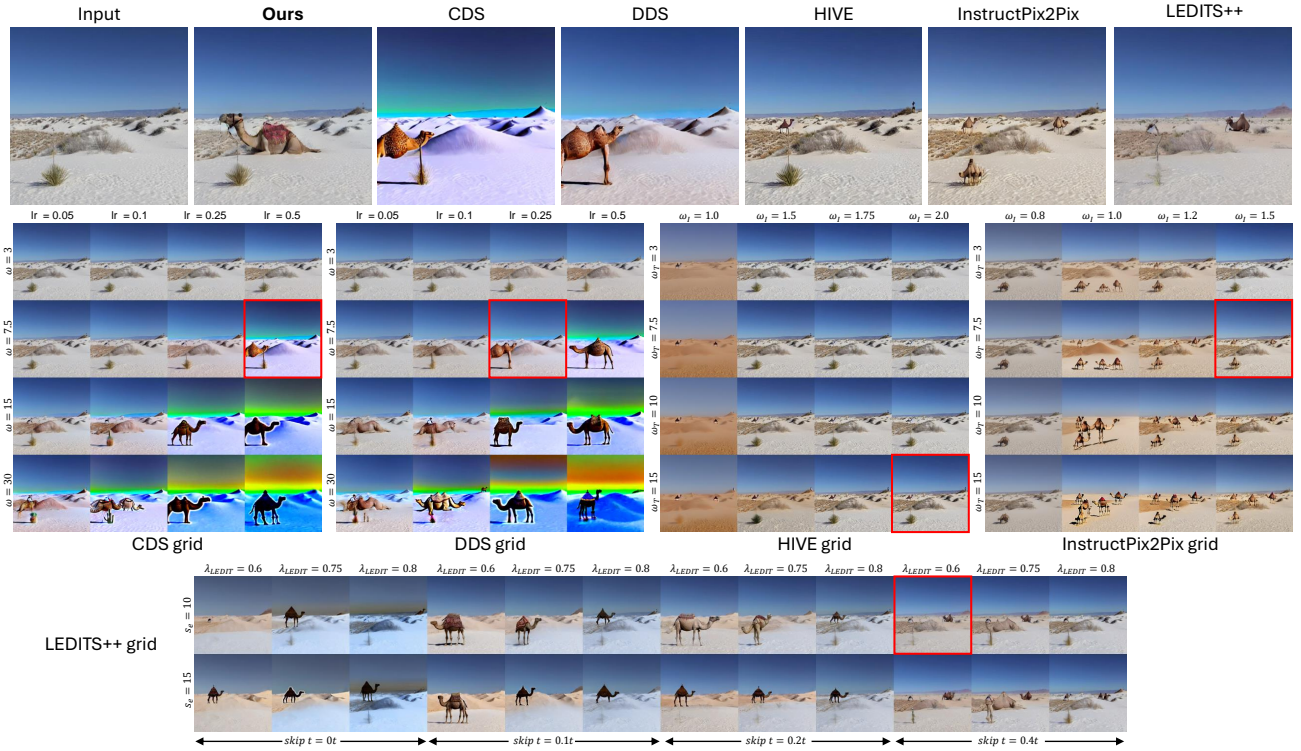 Input Ours CDS DDS HIVE InstructPix2Pix LEDITS++
lr = 0.05 lr = 0.1 lr = 0.25 lr = 0.5 lr = 0.05 lr = 0.1 lr = 0.25 lr = 0.5 ω_I = 1.0 ω_I = 1.5 ω_I = 1.75 ω_I = 2.0 ω_I = 0.8 ω_I = 1.0 ω_I = 1.2 ω_I = 1.5
ω = 3 ω = 3 ω_T = 3 ω_T = 3
ω = 7.5 ω = 7.5 ω_T = 7.5 ω_T = 7.5
ω = 15 ω = 15 ω_T = 10 ω_T = 10
ω = 30 ω = 30 ω_T = 15 ω_T = 15
CDS grid DDS grid HIVE grid InstructPix2Pix grid
λ_LEDIT = 0.6 λ_LEDIT = 0.75 λ_LEDIT = 0.8 λ_LEDIT = 0.6 λ_LEDIT = 0.75 λ_LEDIT = 0.8 λ_LEDIT = 0.6 λ_LEDIT = 0.75 λ_LEDIT = 0.8 λ_LEDIT = 0.6 λ_LEDIT = 0.75 λ_LEDIT = 0.8
s_e = 10
LEDITS++ grid
s_e = 15
skip t = 0t skip t = 0.1t skip t = 0.2t skip t = 0.4t